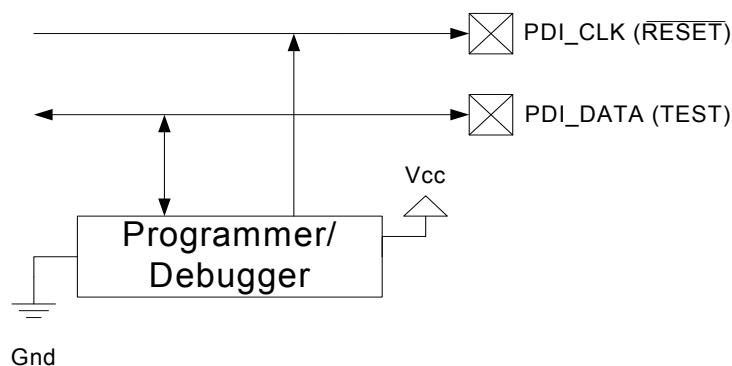 PDI_CLK (RESET)
PDI_DATA (TEST)
Vcc
Programmer/
Debugger
Gnd